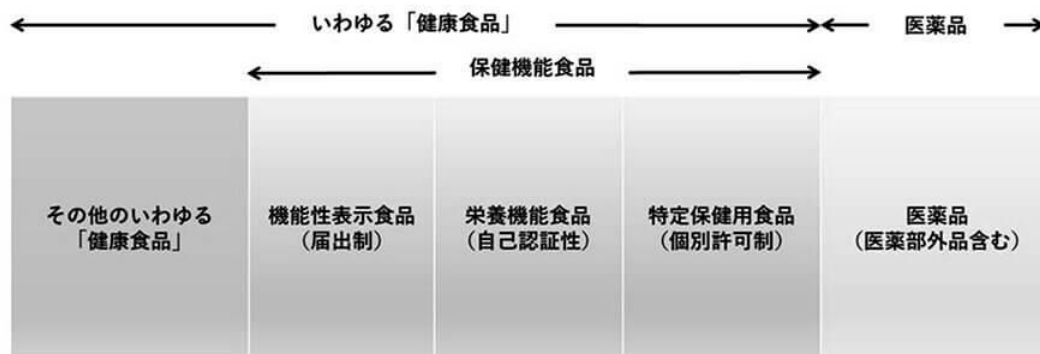 いわゆる「健康食品」
医薬品
保健機能食品
その他のいわゆる
「健康食品」
機能性表示食品
（届出制）
栄養機能食品
（自己認証性）
特定保健用食品
（個別許可制）
医薬品
（医薬部外品含む）